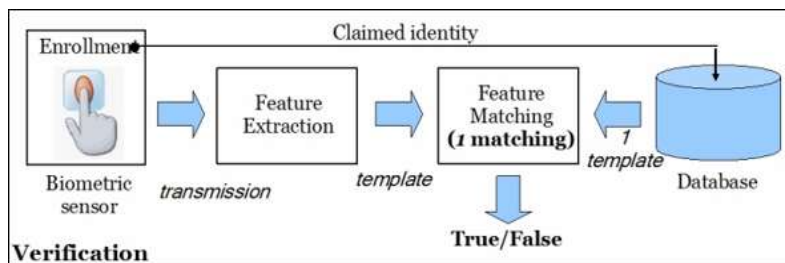 Claimed identity
Enrollment
Feature
Extraction
Feature
Matching
(1 matching)
1
template
Biometric
sensor
transmission
template
Database
True/False
Verification